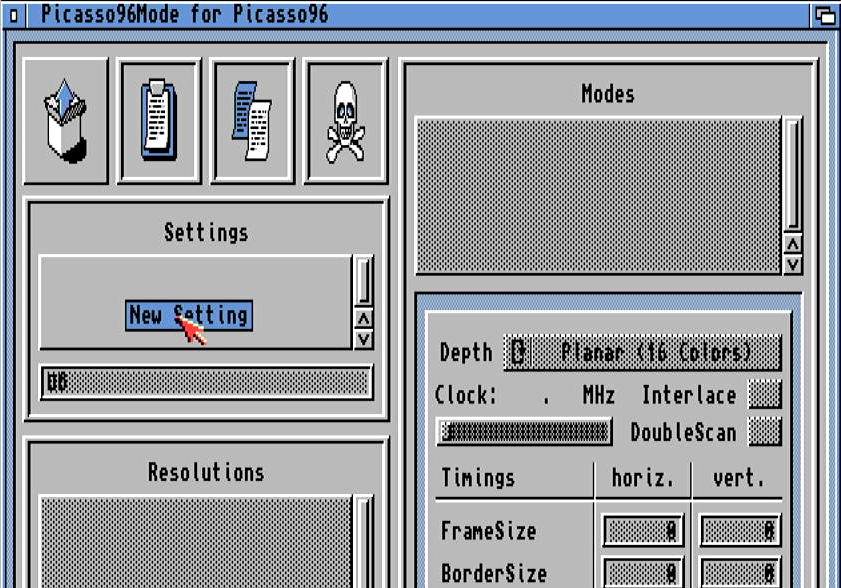 Picasso96Mode for Picasso96
Settings
New Setting
Resolutions
Modes
Depth Planar (16 Colors)
Clock: . MHz Interlace
DoubleScan
Timings horiz. vert.
FrameSize 0 0
BorderSize 0 0